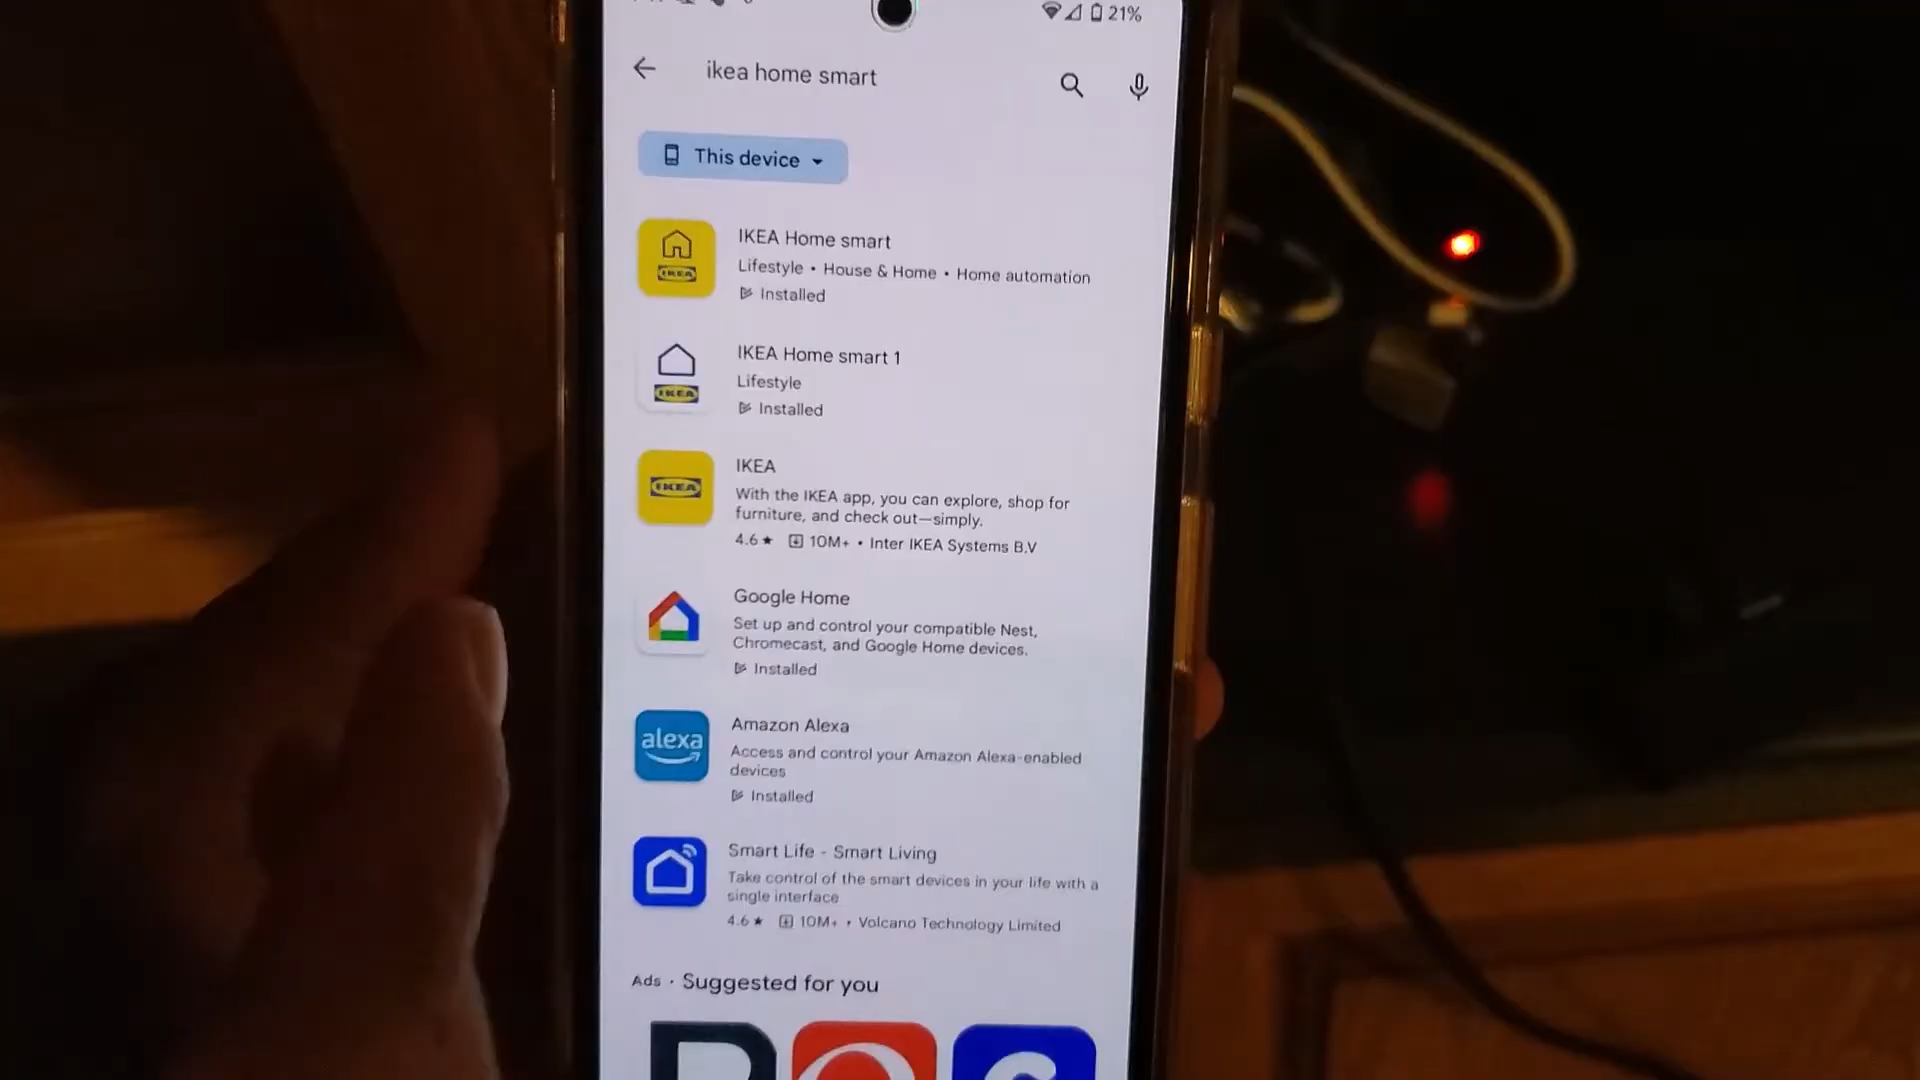 21%
ikea home smart
This device
IKEA Home smart
Lifestyle • House & Home • Home automation
IKEA
Installed
IKEA Home smart 1
Lifestyle
IKEA
Installed
IKEA
IKEA
With the IKEA app, you can explore, shop for
furniture, and check out—simply.
4.6★ 10M+ • Inter IKEA Systems B.V
Google Home
Set up and control your compatible Nest,
Chromecast, and Google Home devices.
Installed
Amazon Alexa
alexa
Access and control your Amazon Alexa-enabled
devices
Installed
Smart Life - Smart Living
Take control of the smart devices in your life with a
single interface
4.6★ 10M+ • Volcano Technology Limited
Ads · Suggested for you